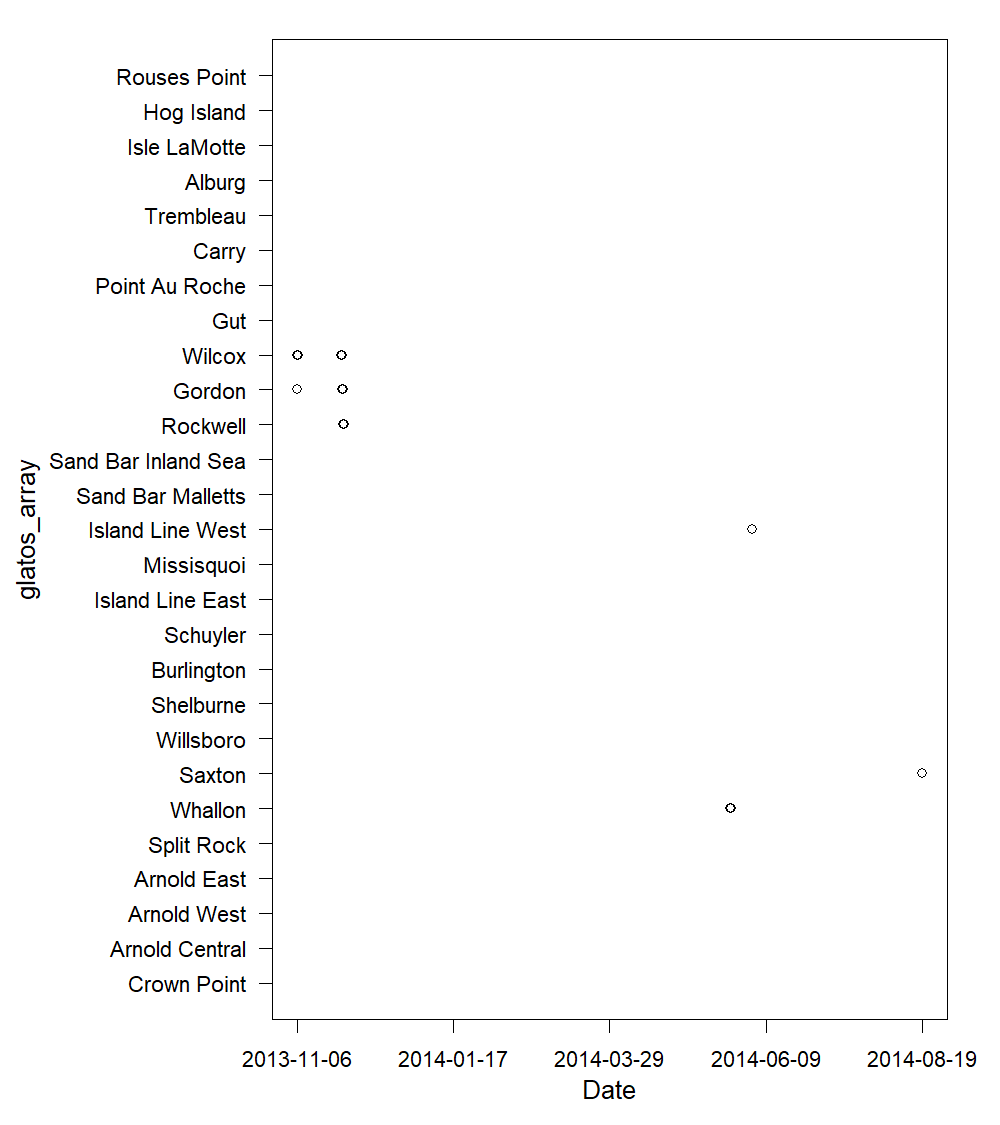 Rouses Point
Hog Island
Isle LaMotte
Alburg
Trembleau
Carry
Point Au Roche
Gut
Wilcox
Gordon
Rockwell
Sand Bar Inland Sea
Sand Bar Malletts
Island Line West
Missisquoi
Island Line East
Schuyler
Burlington
Shelburne
Willsboro
Saxton
Whallon
Split Rock
Arnold East
Arnold West
Arnold Central
Crown Point
glatos_array
2013-11-06 2014-01-17 2014-03-29 2014-06-09 2014-08-19
Date